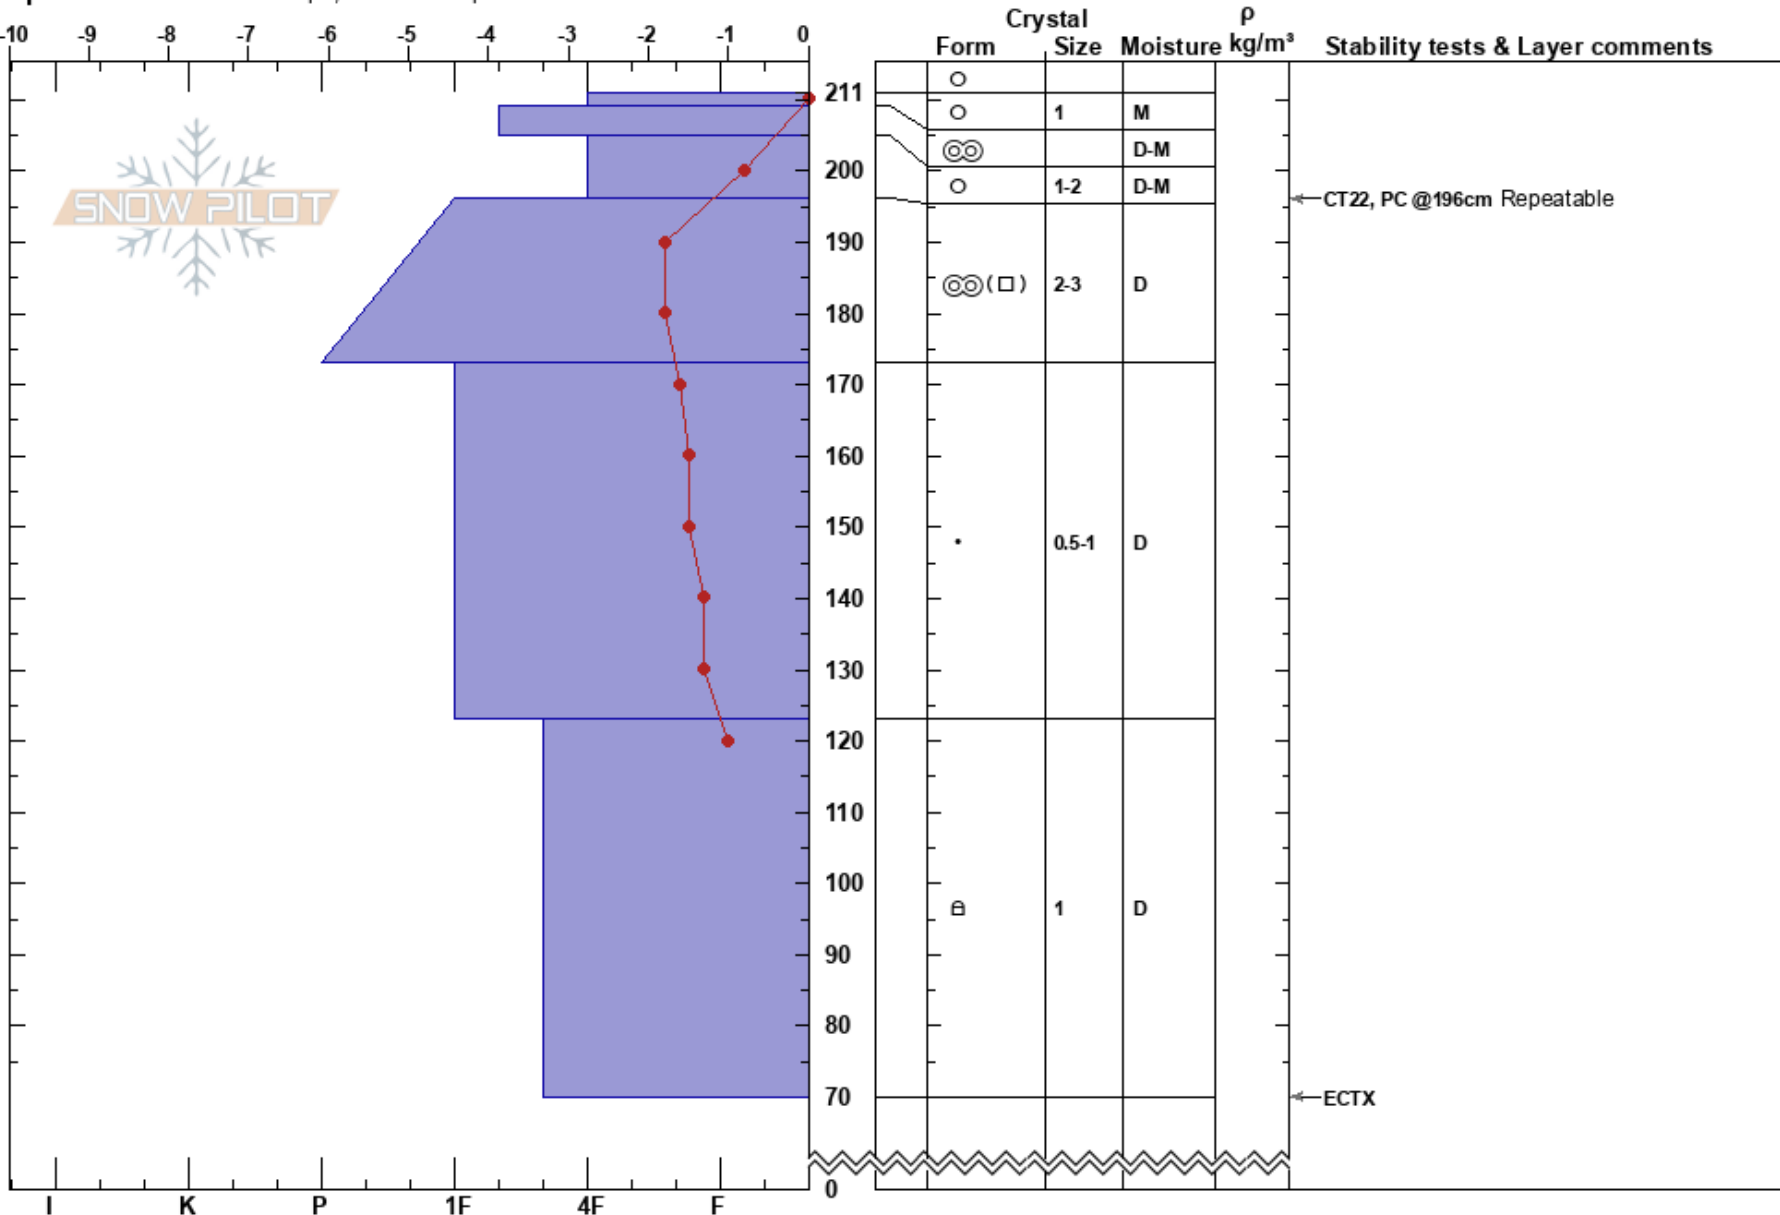 -10 -9 -8 -7 -6 -5 -4 -3 -2 -1 0
Crystal ρ
Form Size Moisture kg/m³ Stability tests & Layer comments
211
1 M
D-M
200
1-2 D-M
CT22, PC @196cm Repeatable
SNOW PILOT
190
( ) 2-3 D
180
170
160
150
0.5-1 D
140
130
120
110
100
1 D
90
80
70
ECTX
0
I K P 1F 4F F